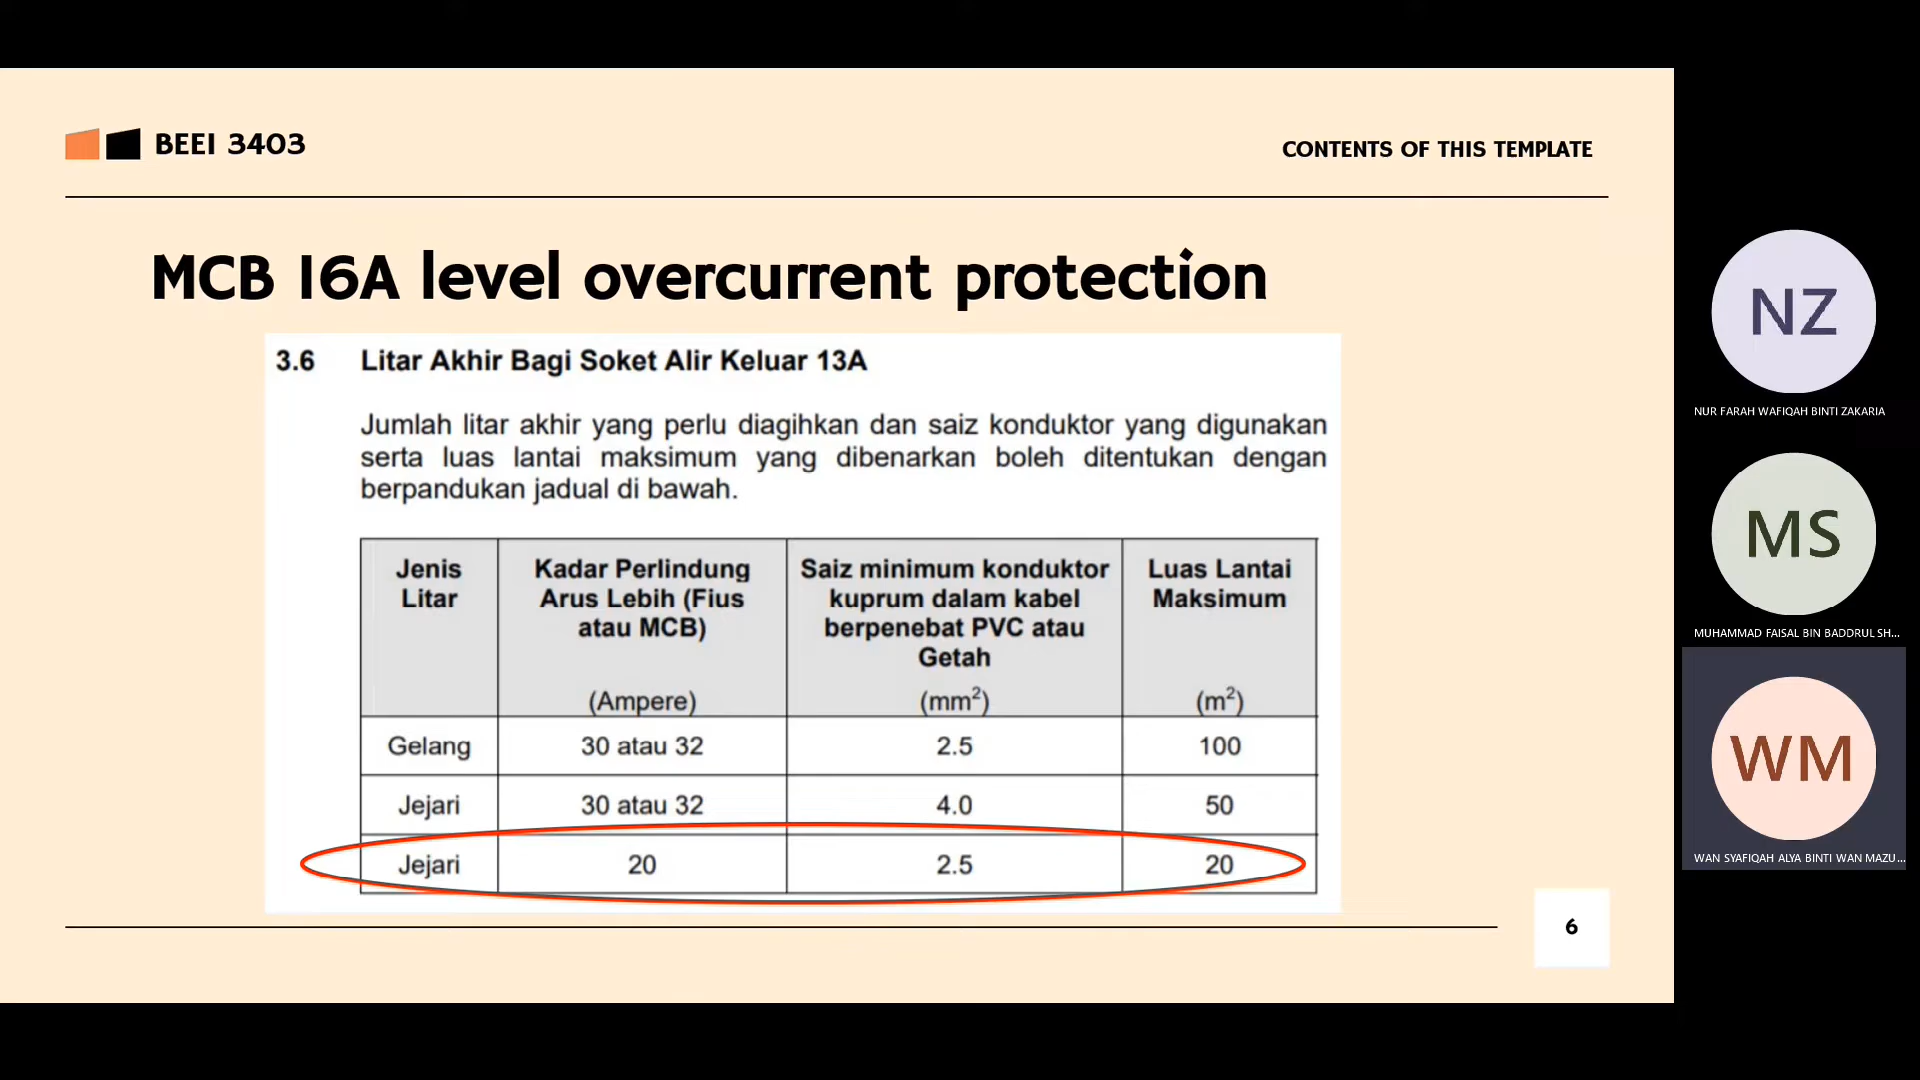 BEEI 3403
CONTENTS OF THIS TEMPLATE
MCB 16A level overcurrent protection
3.6 Litar Akhir Bagi Soket Alir Keluar 13A
Jumlah litar akhir yang perlu diagihkan dan saiz konduktor yang digunakan
serta luas lantai maksimum yang dibenarkan boleh ditentukan dengan
berpandukan jadual di bawah.
Jenis
Litar
Kadar Perlindung
Arus Lebih (Fius
atau MCB)
(Ampere)
Saiz minimum konduktor
kuprum dalam kabel
berpenebat PVC atau
Getah
(mm²)
Luas Lantai
Maksimum
(m²)
Gelang 30 atau 32 2.5 100
Jejari 30 atau 32 4.0 50
Jejari 20 2.5 20
6
NZ
NUR FARAH WAFIQAH BINTI ZAKARIA
MS
MUHAMMAD FAISAL BIN BADDRUL SH...
WM
WAN SYAFIQAH ALYA BINTI WAN MAZU...